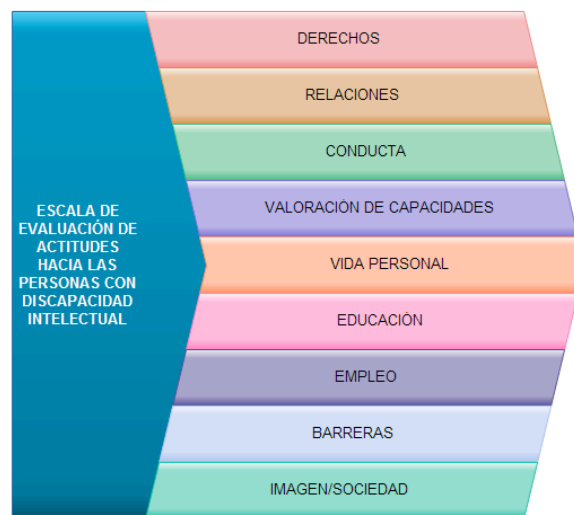 ESCALA DE
EVALUACIÓN DE
ACTITUDES
HACIA LAS
PERSONAS CON
DISCAPACIDAD
INTELECTUAL
DERECHOS
RELACIONES
CONDUCTA
VALORACIÓN DE CAPACIDADES
VIDA PERSONAL
EDUCACIÓN
EMPLEO
BARRERAS
IMAGEN/SOCIEDAD